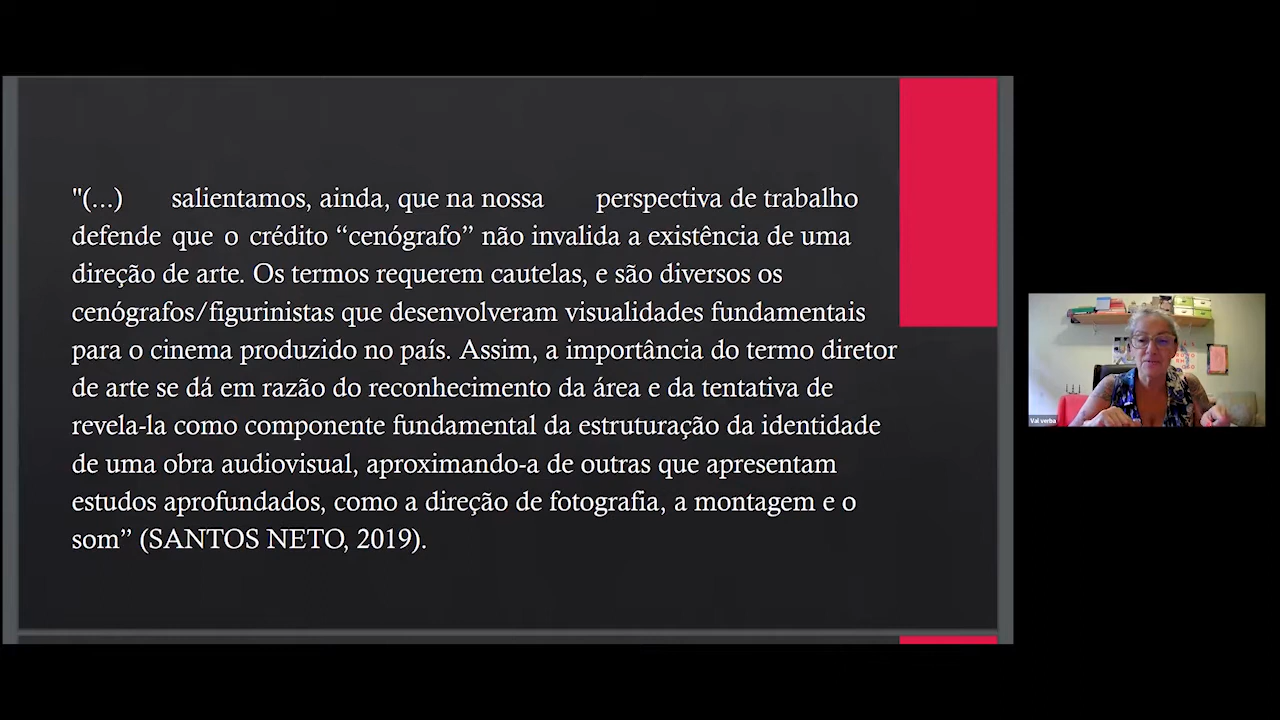 "(...) salientamos, ainda, que na nossa perspectiva de trabalho
defende que o crédito “cenógrafo” não invalida a existência de uma
direção de arte. Os termos requerem cautelas, e são diversos os
cenógrafos/figurinistas que desenvolveram visualidades fundamentais
para o cinema produzido no país. Assim, a importância do termo diretor
de arte se dá em razão do reconhecimento da área e da tentativa de
revela-la como componente fundamental da estruturação da identidade
de uma obra audiovisual, aproximando-a de outras que apresentam
estudos aprofundados, como a direção de fotografia, a montagem e o
som” (SANTOS NETO, 2019).
Val verba